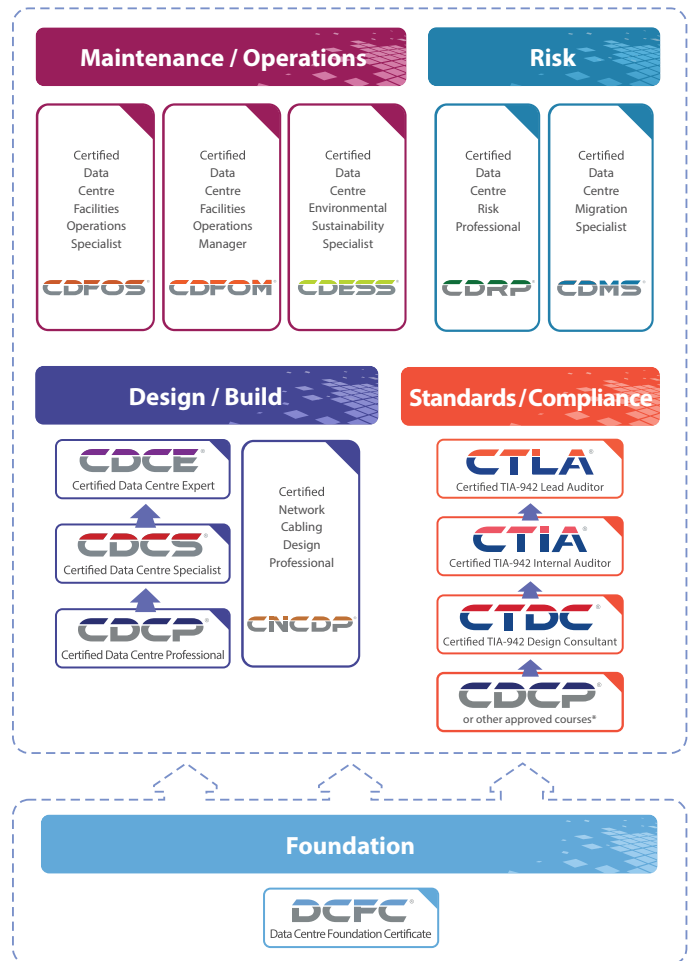 Maintenance / Operations
Certified
Data
Centre
Facilities
Operations
Specialist
CDFOS®
Certified
Data
Centre
Facilities
Operations
Manager
CDFOM®
Certified
Data
Centre
Environmental
Sustainability
Specialist
CDESS®
Risk
Certified
Data
Centre
Risk
Professional
CDRP®
Certified
Data
Centre
Migration
Specialist
CDMS®
Design / Build
CDCE®
Certified Data Centre Expert
CDCS®
Certified Data Centre Specialist
CDCP®
Certified Data Centre Professional
Certified
Network
Cabling
Design
Professional
CNCDP®
Standards / Compliance
CTLA®
Certified TIA-942 Lead Auditor
CTIA®
Certified TIA-942 Internal Auditor
CTDC®
Certified TIA-942 Design Consultant
CDCP®
or other approved courses*
Foundation
DCFC®
Data Centre Foundation Certificate